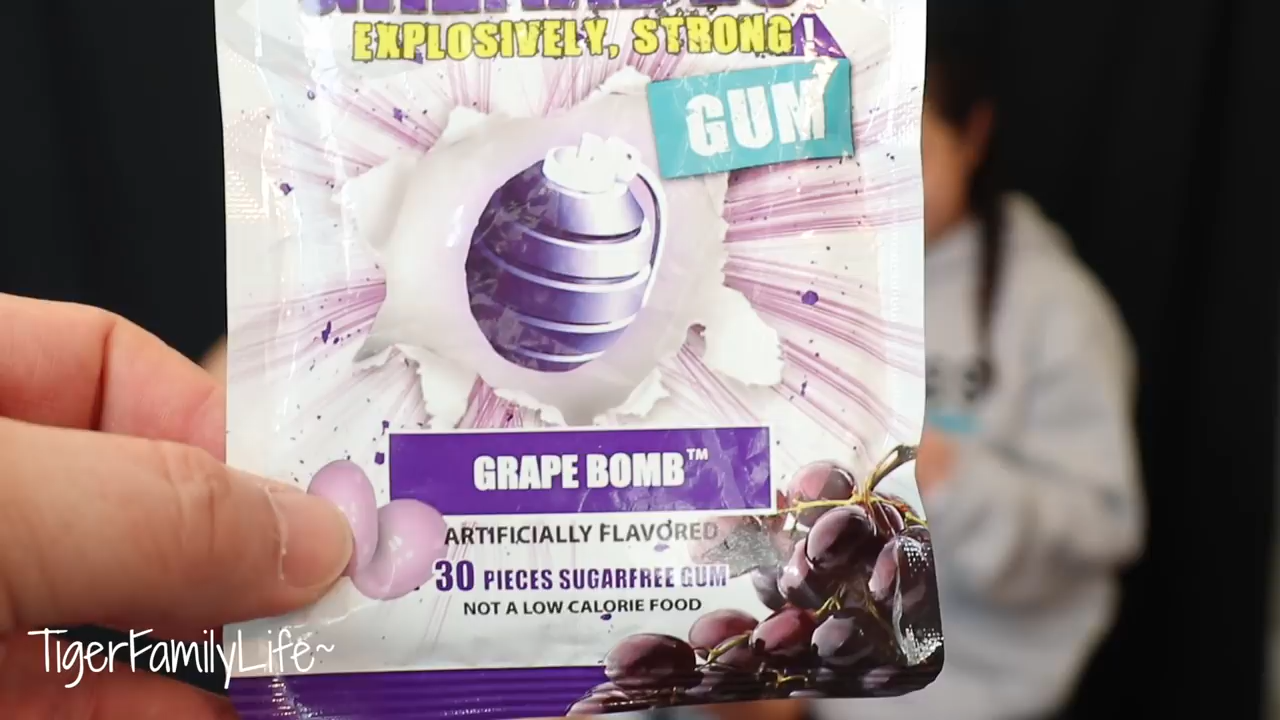 EXPLOSIVELY, STRONG!
GUM
GRAPE BOMB™
ARTIFICIALLY FLAVORED
30 PIECES SUGARFREE GUM
NOT A LOW CALORIE FOOD
TigerFamilyLife~